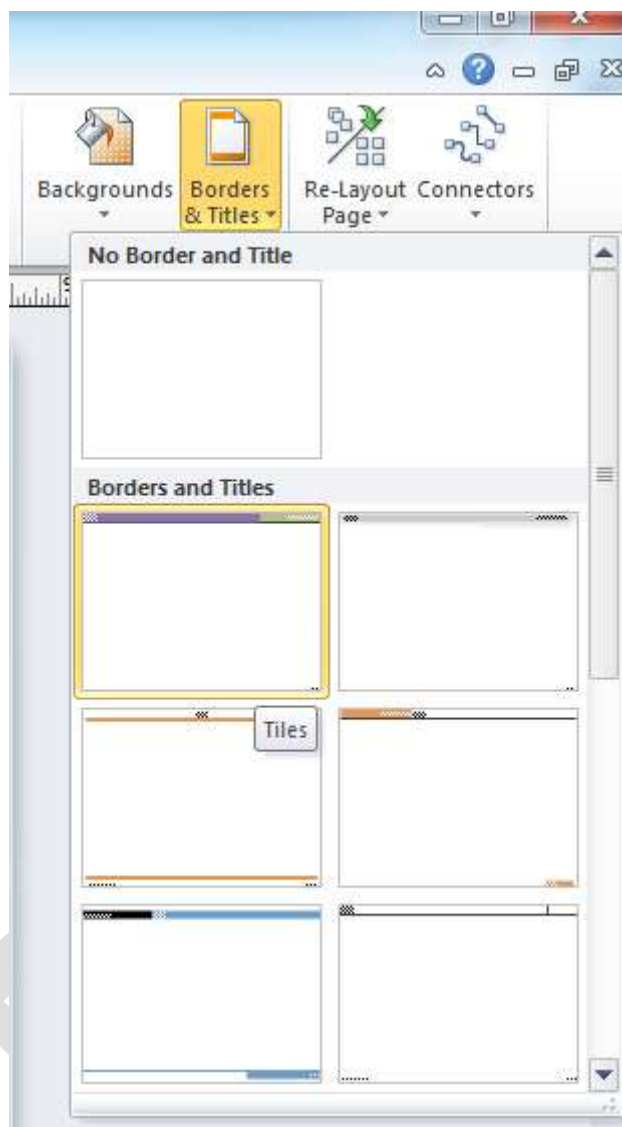 Backgrounds
Borders
& Titles
Re-Layout
Page
Connectors
No Border and Title
Borders and Titles
Tiles